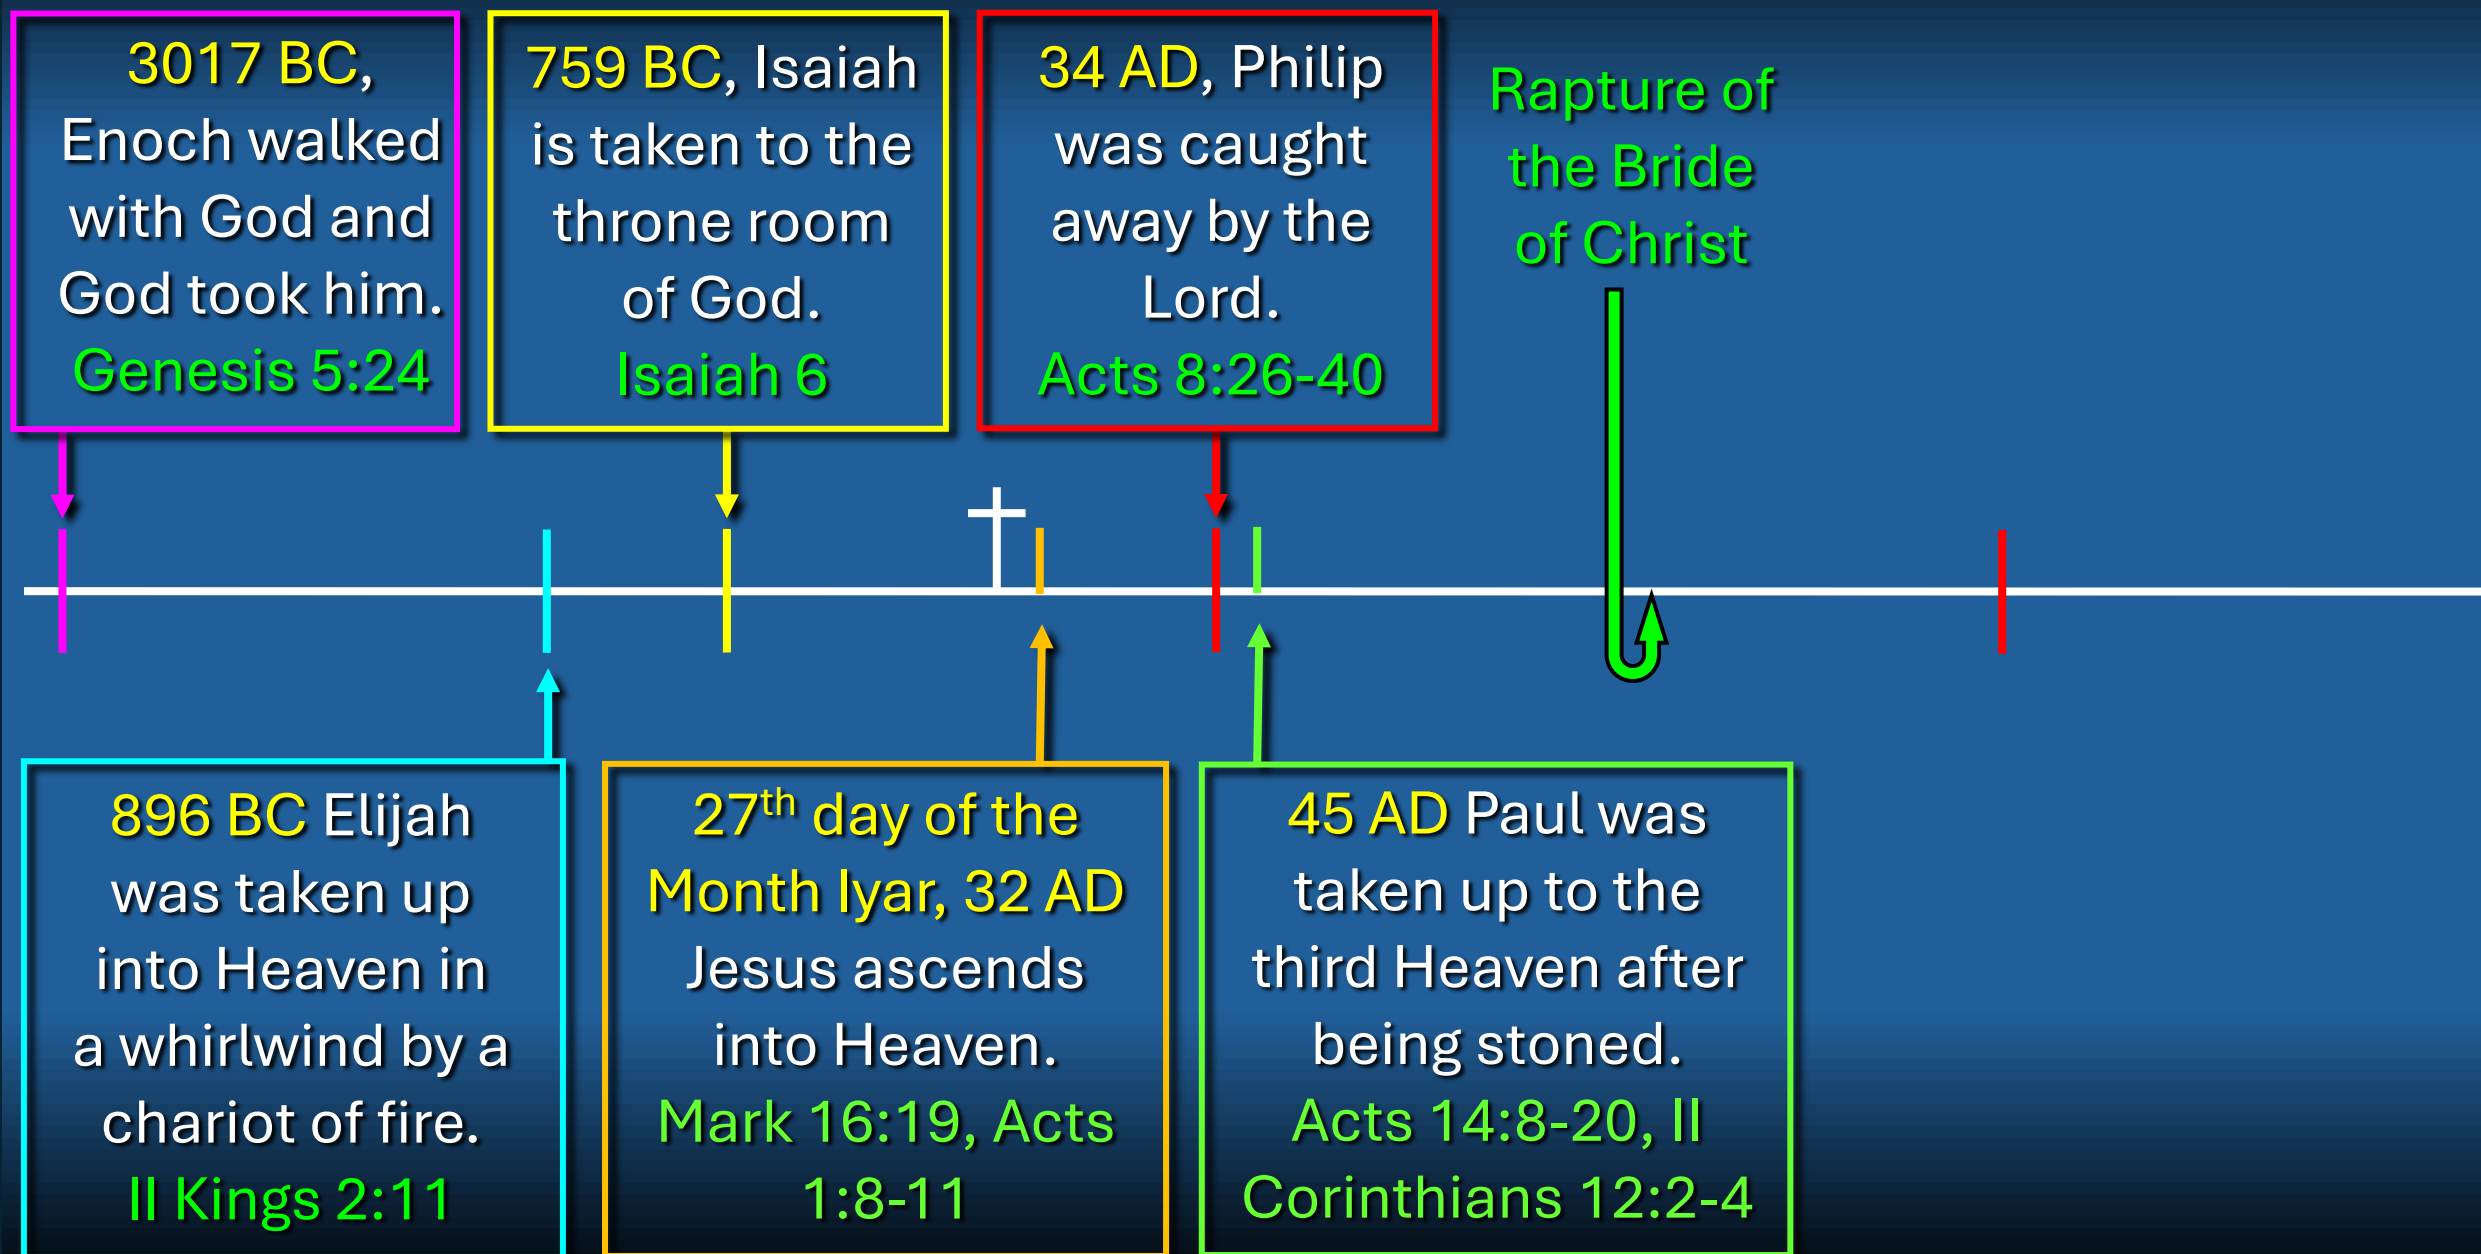 3017 BC,
Enoch walked
with God and
God took him.
Genesis 5:24
759 BC, Isaiah
is taken to the
throne room
of God.
Isaiah 6
34 AD, Philip
was caught
away by the
Lord.
Acts 8:26-40
Rapture of
the Bride
of Christ
896 BC Elijah
was taken up
into Heaven in
a whirlwind by a
chariot of fire.
II Kings 2:11
27th day of the
Month Iyar, 32 AD
Jesus ascends
into Heaven.
Mark 16:19, Acts
1:8-11
45 AD Paul was
taken up to the
third Heaven after
being stoned.
Acts 14:8-20, II
Corinthians 12:2-4